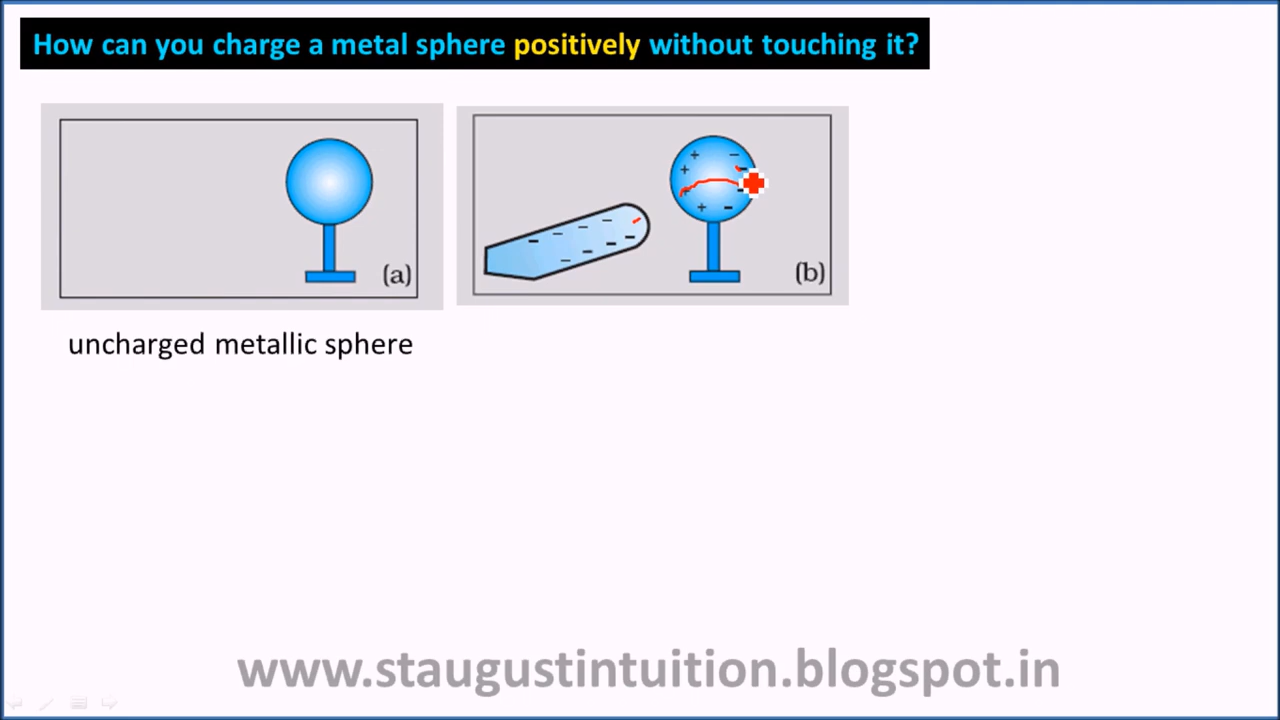 How can you charge a metal sphere positively without touching it?
(a)
(b)
uncharged metallic sphere
www.staugustintuition.blogspot.in